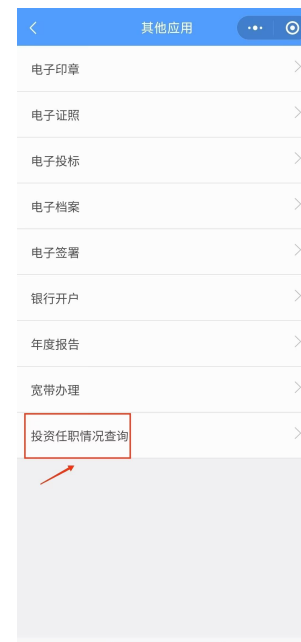 其他应用
电子印章
电子证照
电子投标
电子档案
电子签署
银行开户
年度报告
宽带办理
投资任职情况查询